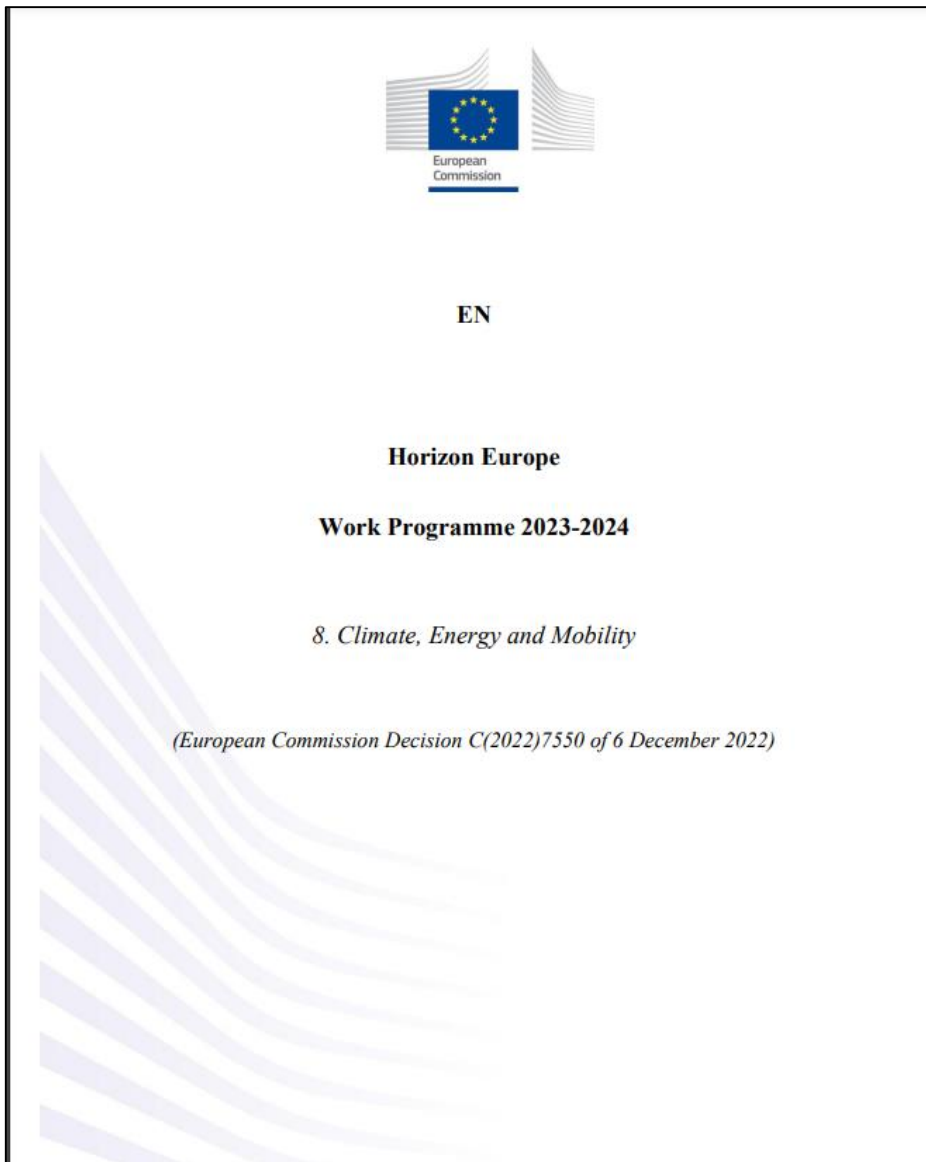 European
Commission
EN
Horizon Europe
Work Programme 2023-2024
8. Climate, Energy and Mobility
(European Commission Decision C(2022)7550 of 6 December 2022)